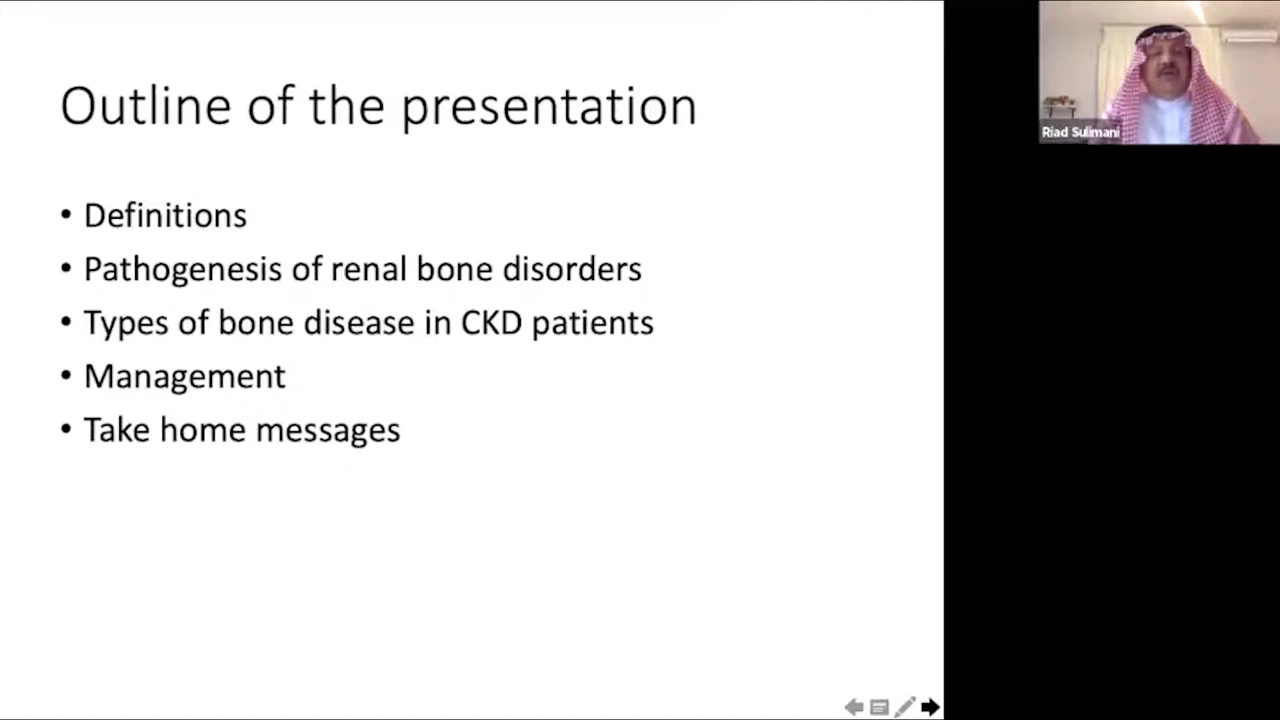 Outline of the presentation
• Definitions
• Pathogenesis of renal bone disorders
• Types of bone disease in CKD patients
• Management
• Take home messages
Riad Sulimani